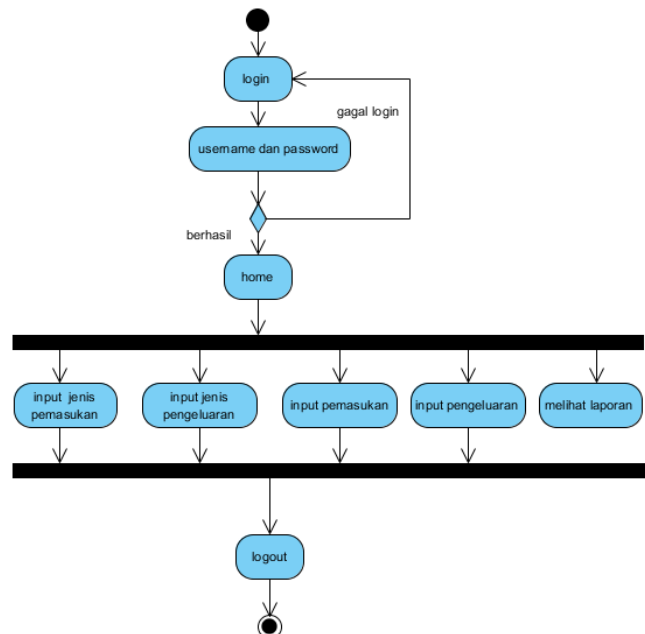 login
gagal login
username dan password
berhasil
home
input jenis
pemasukan
input jenis
pengeluaran
input pemasukan
input pengeluaran
melihat laporan
logout